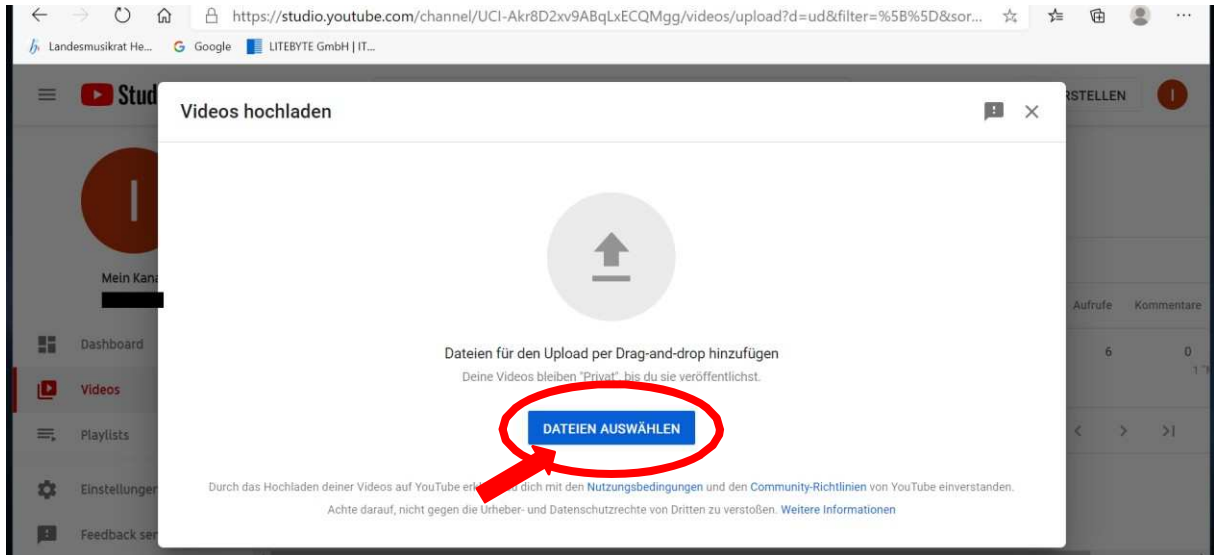 https://studio.youtube.com/channel/UCI-Akr8D2xv9ABqLxECQMgg/videos/upload?d=ud&filter=%5B%5D&sor...
Landesmusikrat He... Google LITEBYTE GmbH | IT...
Stud
Videos hochladen
RSTELLEN
I
I
Mein Kana
Aufrufe Kommentare
Dashboard
Dateien für den Upload per Drag-and-drop hinzufügen
6 0
Deine Videos bleiben "Privat", bis du sie veröffentlichst.
Videos
DATEIEN AUSWÄHLEN
Playlists
Einstellungen
Durch das Hochladen deiner Videos auf YouTube dich mit den Nutzungsbedingungen und den Community-Richtlinien von YouTube einverstanden.
Achte darauf, nicht gegen die Urheber- und Datenschutzrechte von Dritten zu verstoßen. Weitere Informationen
Feedback sen